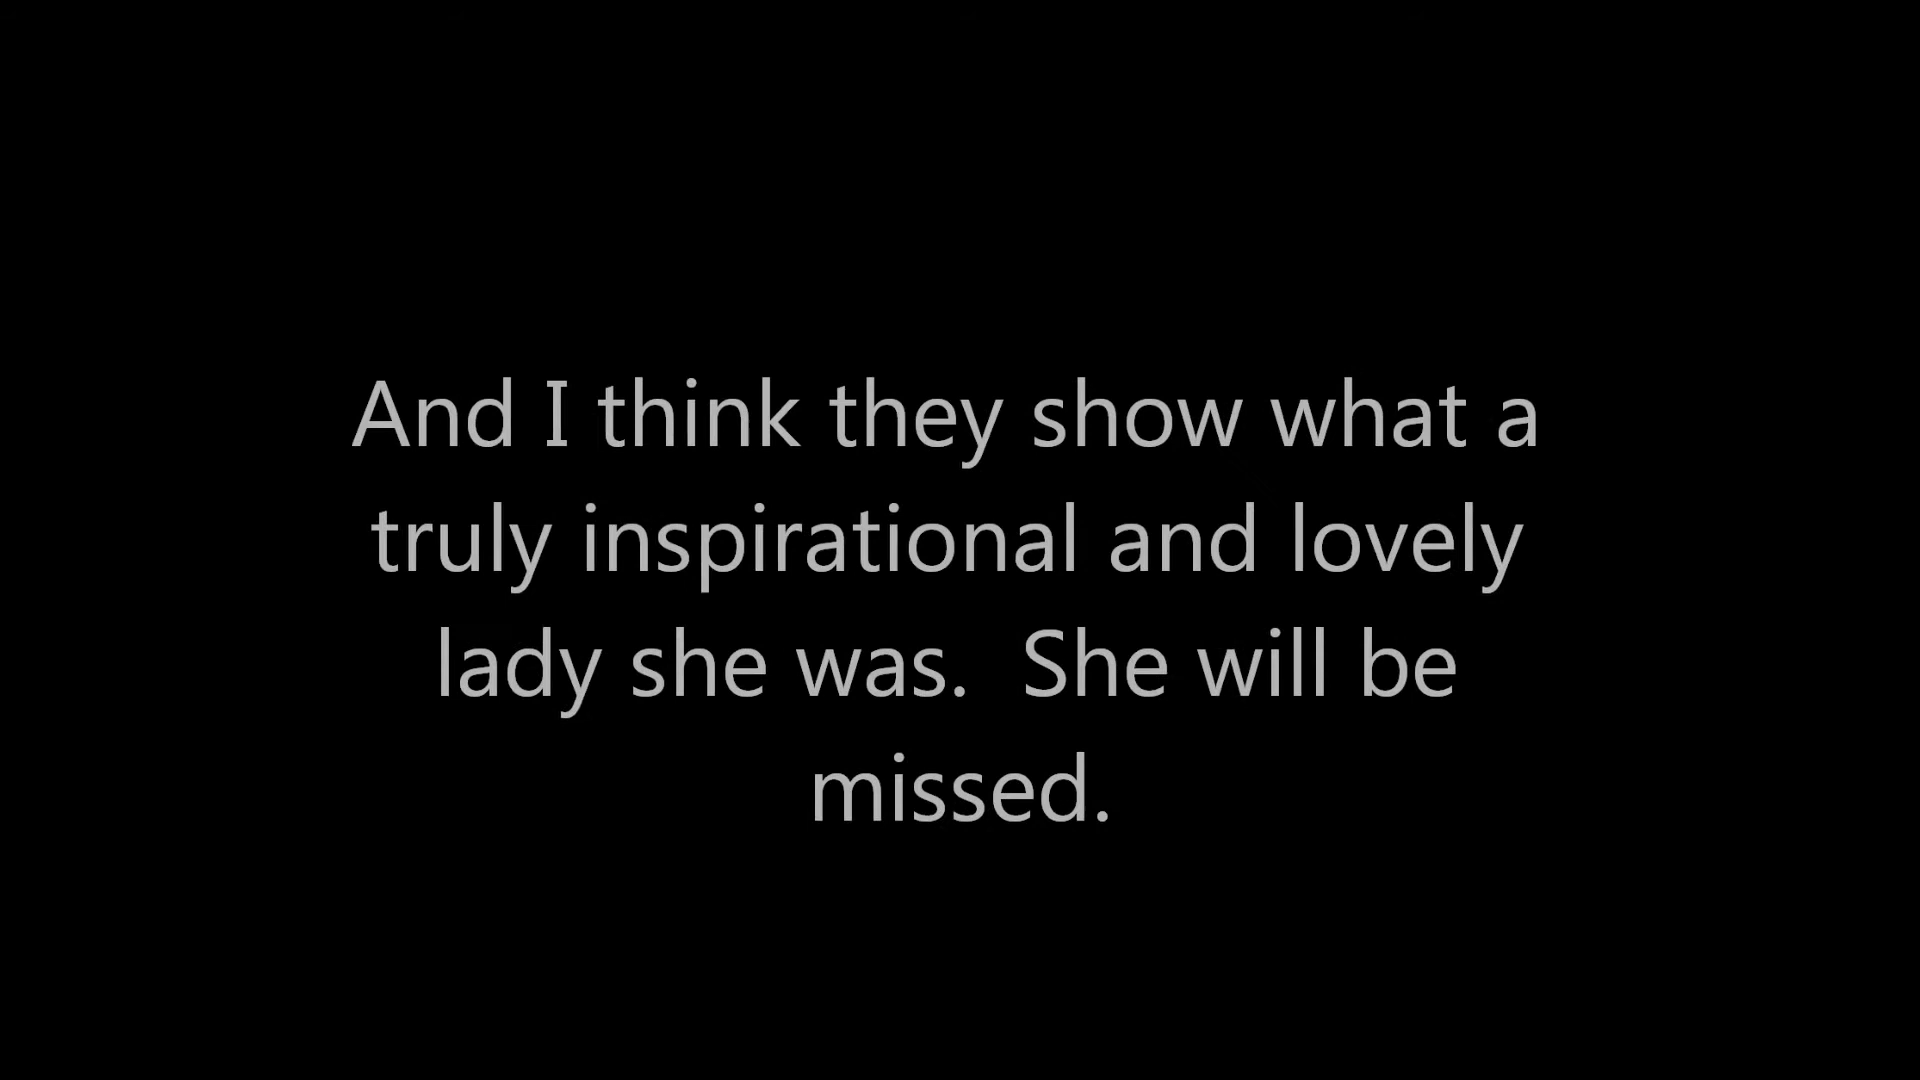 And I think they show what a
truly inspirational and lovely
lady she was.  She will be
missed.